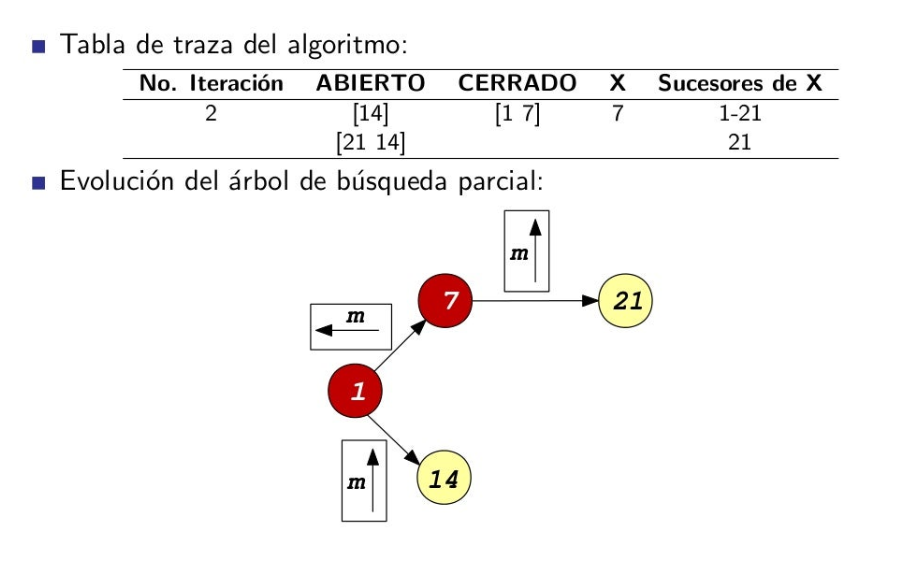 Tabla de traza del algoritmo:
No. Iteración ABIERTO CERRADO X Sucesores de X
2 [14] [1 7] 7 1-21
[21 14] 21
Evolución del árbol de búsqueda parcial:
m
7
21
m
1
m
14